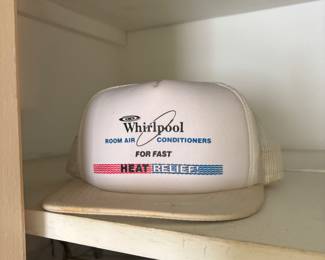 Whirlpool
ROOM AIR CONDITIONERS
FOR FAST
HEAT RELIEF!